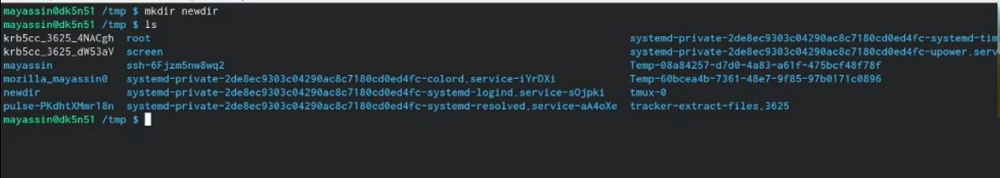 mayassin@dk5n51 /tmp $ mkdir newdir
mayassin@dk5n51 /tmp $ ls
krb5cc_3625_4NACgh root systemd-private-2de8ec9303c04290ac8c7180cd0ed4fc-systemd-tim
krb5cc_3625_dW53aV screen systemd-private-2de8ec9303c04290ac8c7180cd0ed4fc-upower.serv
mayassin ssh-6Fjzm5nw8wq2 Temp-08a84257-d7d0-4a83-a61f-475bcf48f78f
mozilla_mayassin0 systemd-private-2de8ec9303c04290ac8c7180cd0ed4fc-colord.service-iYrDXi Temp-60bcea4b-7361-48e7-9f85-97b0171c0896
newdir systemd-private-2de8ec9303c04290ac8c7180cd0ed4fc-systemd-logind.service-sOjpki tmux-0
pulse-PKdhtXMmr18n systemd-private-2de8ec9303c04290ac8c7180cd0ed4fc-systemd-resolved.service-aA4oXe tracker-extract-files.3625
mayassin@dk5n51 /tmp $